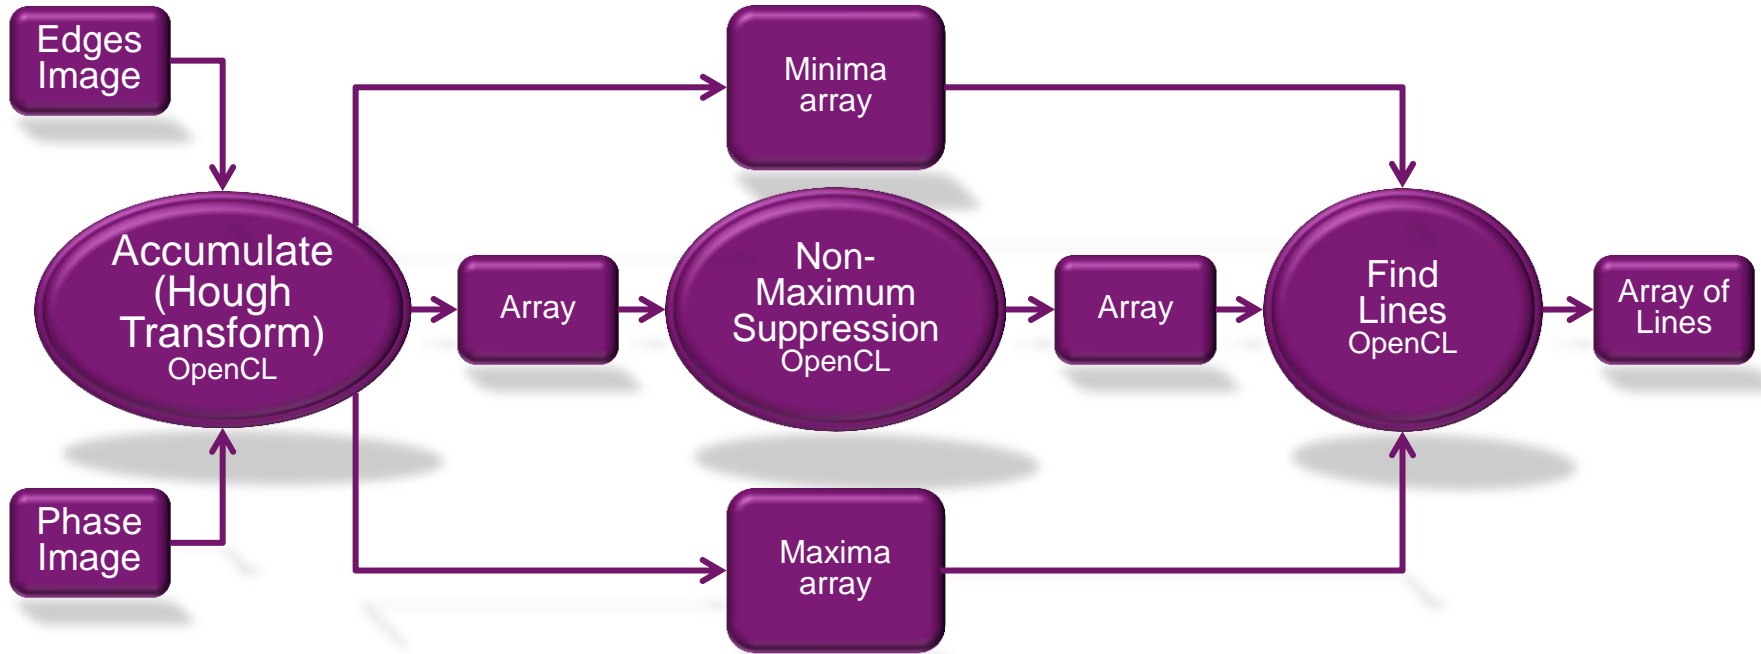 Edges
Image
Minima
array
Accumulate
(Hough
Transform)
OpenCL
Array
Non-
Maximum
Suppression
OpenCL
Array
Find
Lines
OpenCL
Array of
Lines
Phase
Image
Maxima
array